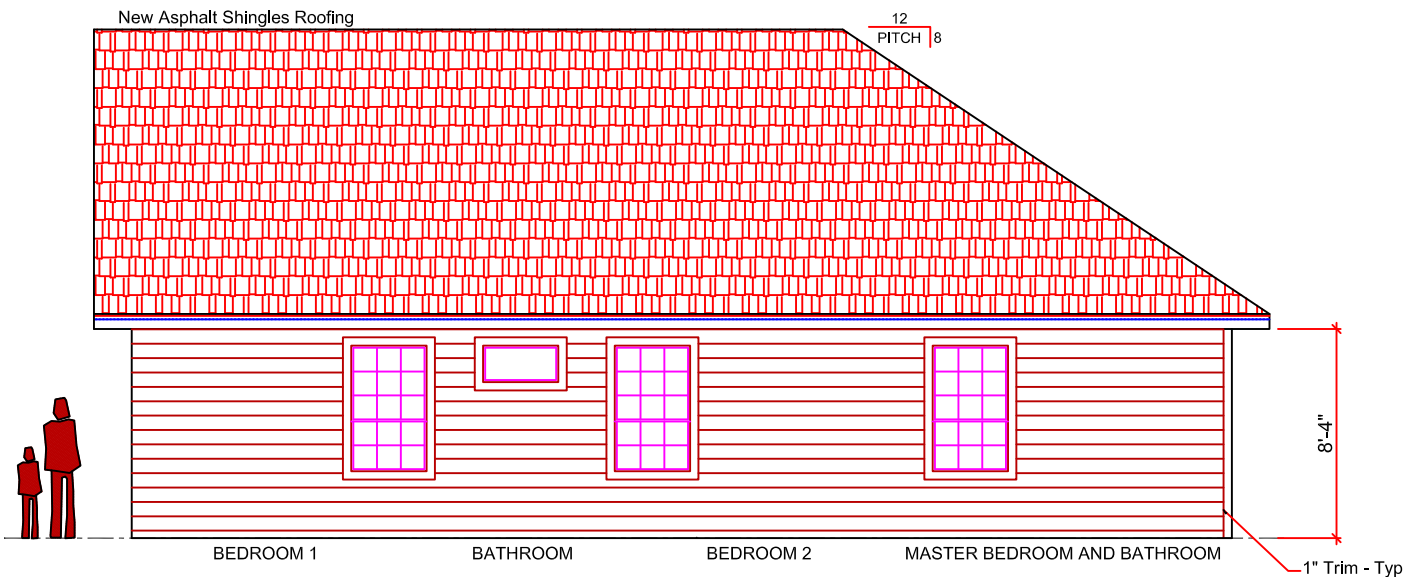 New Asphalt Shingles Roofing
12
PITCH 8
8'-4"
BEDROOM 1 BATHROOM BEDROOM 2 MASTER BEDROOM AND BATHROOM
1" Trim - Typ